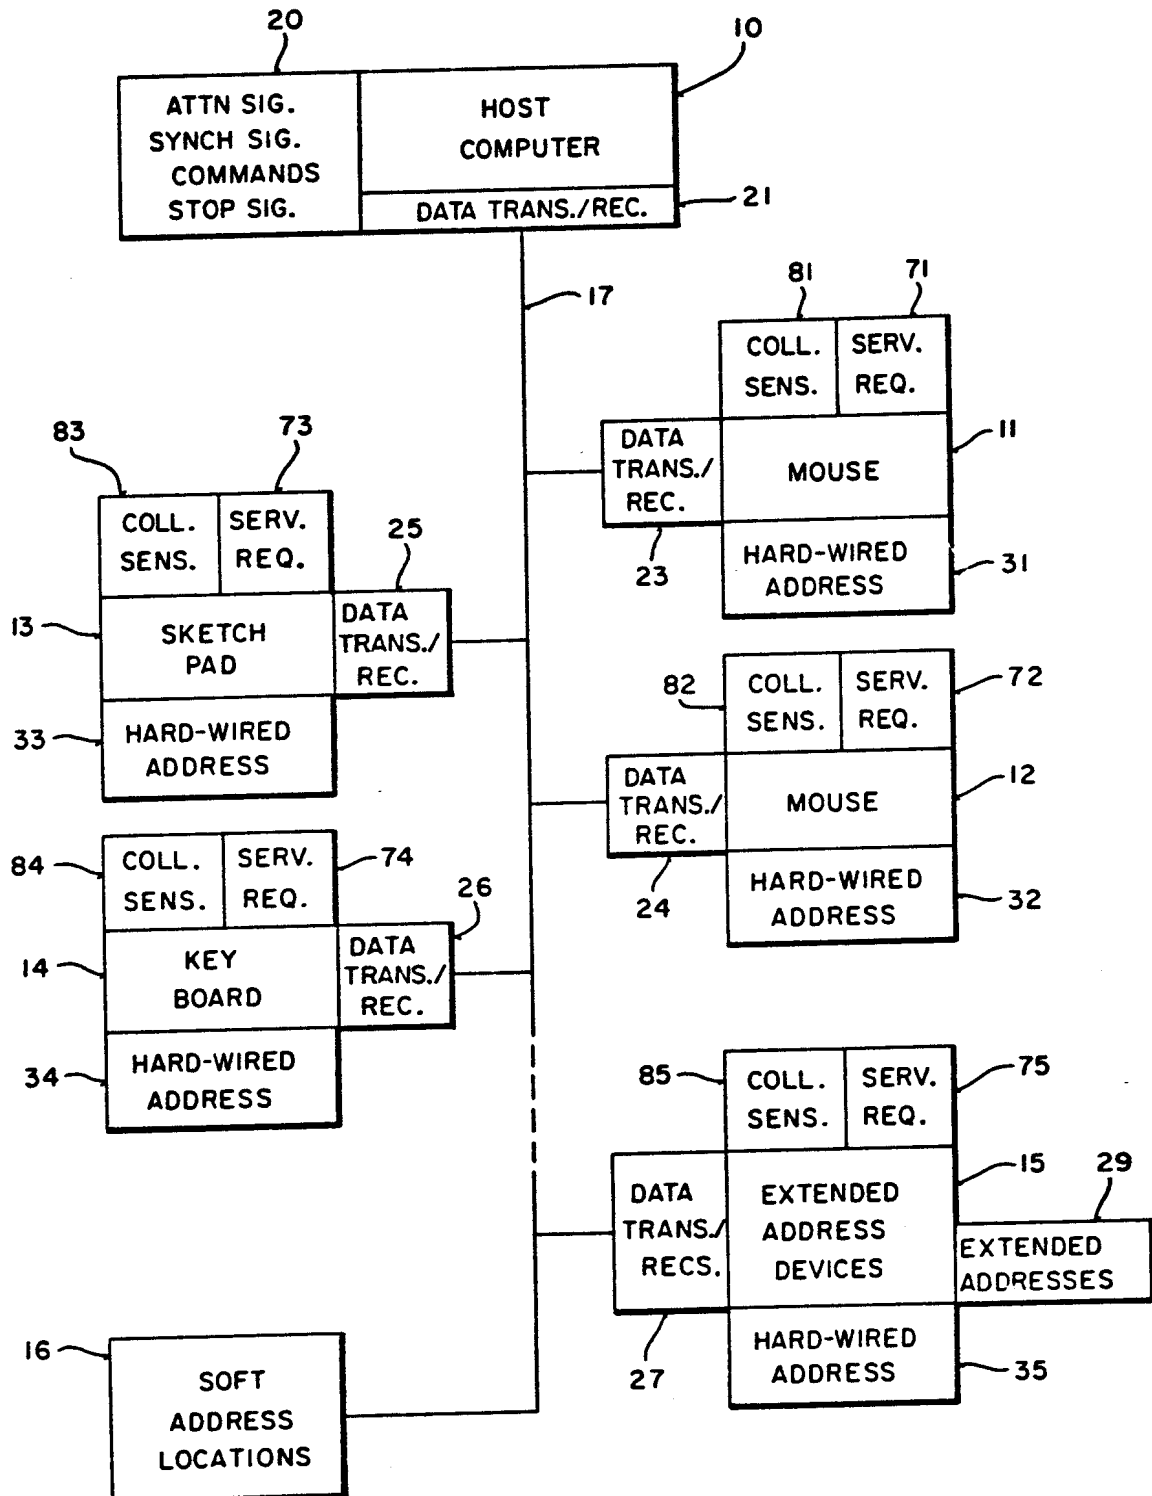 20
10
ATTN SIG.
SYNCH SIG.
COMMANDS
STOP SIG.
HOST
COMPUTER
DATA TRANS./REC.
21
17
81
71
COLL.
SENS.
SERV.
REQ.
DATA
TRANS./
REC.
MOUSE
11
23
HARD-WIRED
ADDRESS
31
83
73
COLL.
SENS.
SERV.
REQ.
25
13
SKETCH
PAD
DATA
TRANS./
REC.
33
HARD-WIRED
ADDRESS
82
COLL.
SENS.
SERV.
REQ.
72
DATA
TRANS./
REC.
MOUSE
12
24
HARD-WIRED
ADDRESS
32
84
COLL.
SENS.
SERV.
REQ.
74
26
14
KEY
BOARD
DATA
TRANS./
REC.
34
HARD-WIRED
ADDRESS
85
COLL.
SENS.
SERV.
REQ.
75
DATA
TRANS./
RECS.
EXTENDED
ADDRESS
DEVICES
15
29
EXTENDED
ADDRESSES
27
HARD-WIRED
ADDRESS
35
16
SOFT
ADDRESS
LOCATIONS